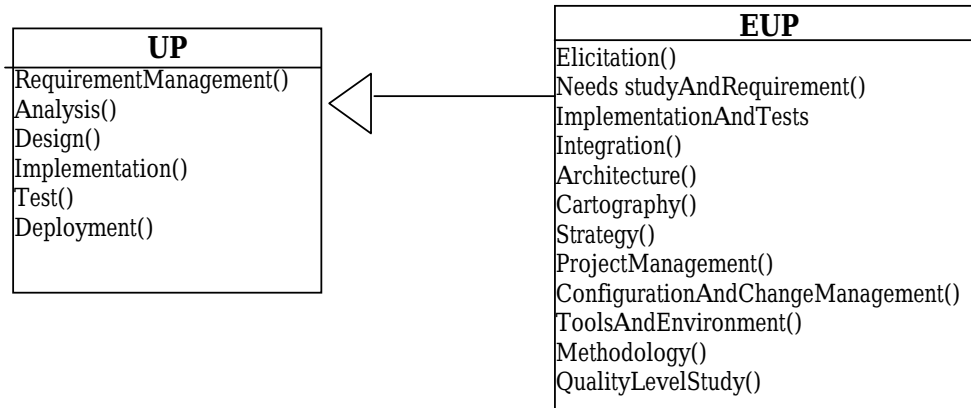 UP
RequirementManagement()
Analysis()
Design()
Implementation()
Test()
Deployment()
EUP
Elicitation()
Needs studyAndRequirement()
ImplementationAndTests
Integration()
Architecture()
Cartography()
Strategy()
ProjectManagement()
ConfigurationAndChangeManagement()
ToolsAndEnvironment()
Methodology()
QualityLevelStudy()